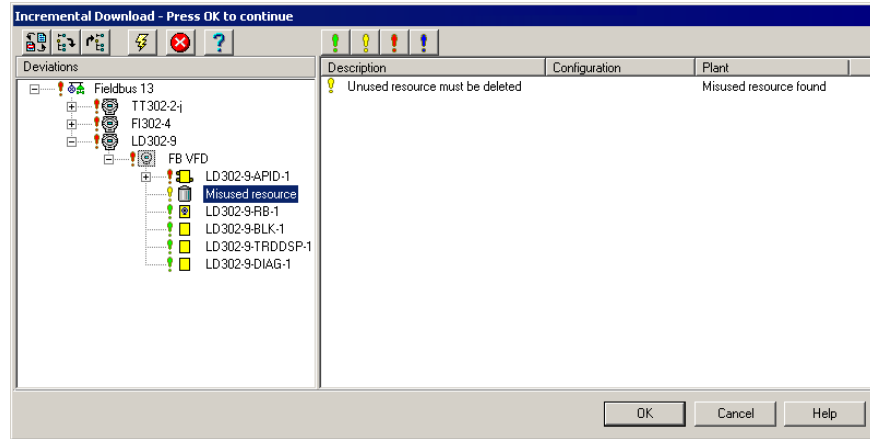 Incremental Download - Press OK to continue
Deviations
Description Configuration Plant
Fieldbus 13
TT302-2-j
FI302-4
LD302-9
FB VFD
LD302-9-APID-1
Misused resource
LD302-9-RB-1
LD302-9-BLK-1
LD302-9-TRDDSP-1
LD302-9-DIAG-1
Unused resource must be deleted Misused resource found
OK Cancel Help